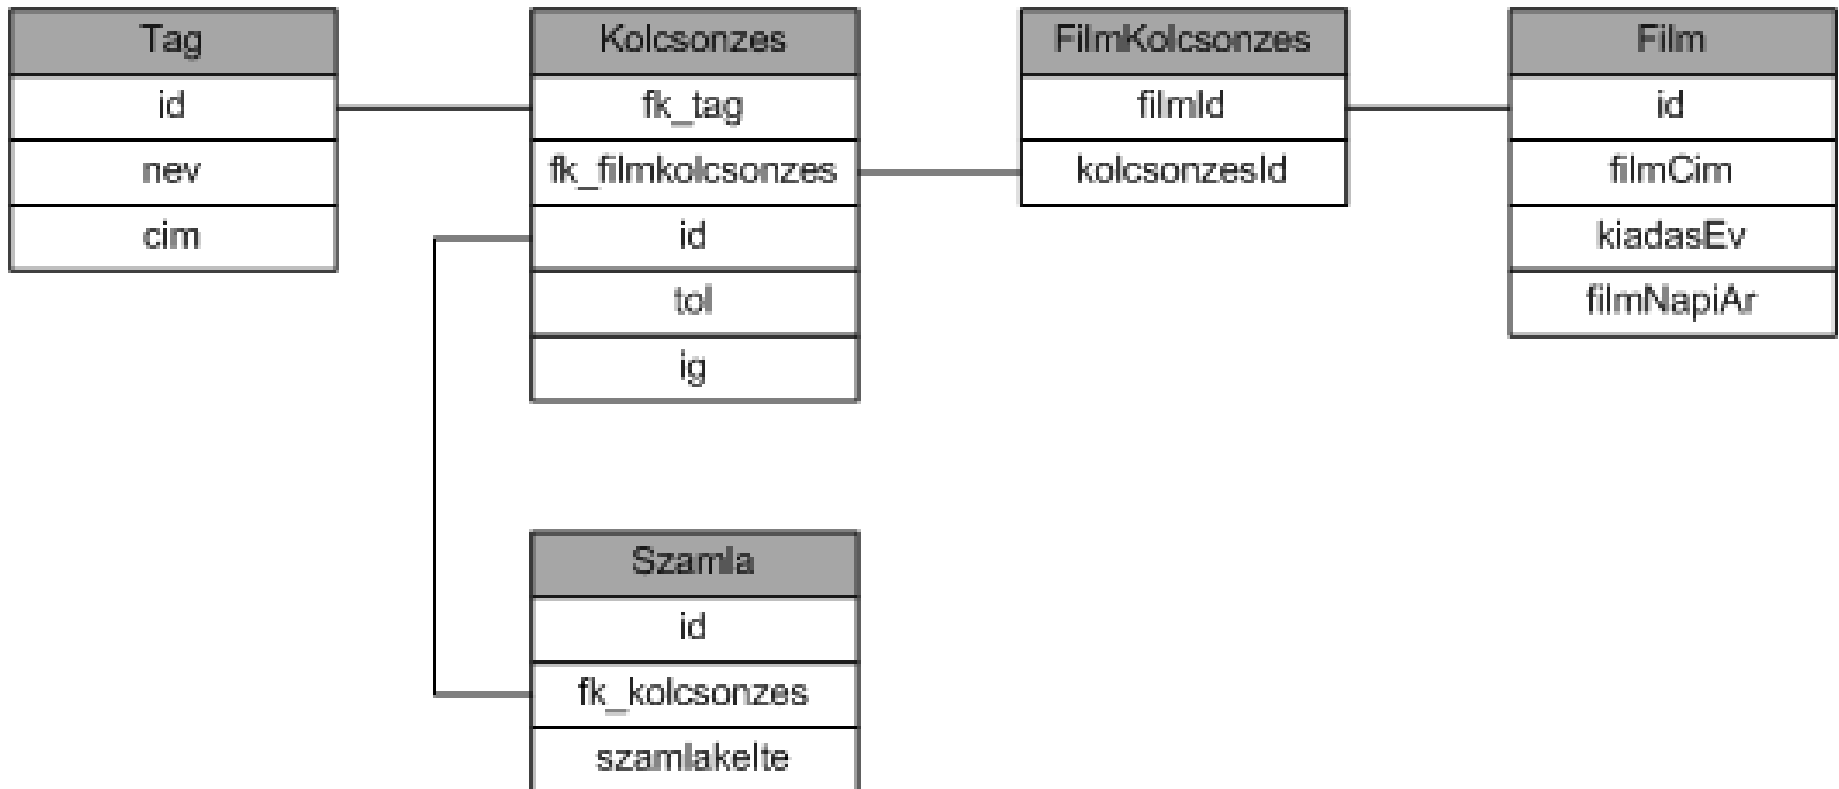 Tag
id
nev
cim
Kolcsonzes
fk_tag
fk_filmkolcsonzes
id
tol
ig
FilmKolcsonzes
filmId
kolcsonzesId
Film
id
filmCim
kiadasEv
filmNapiAr
Szamla
id
fk_kolcsonzes
szamlakelte